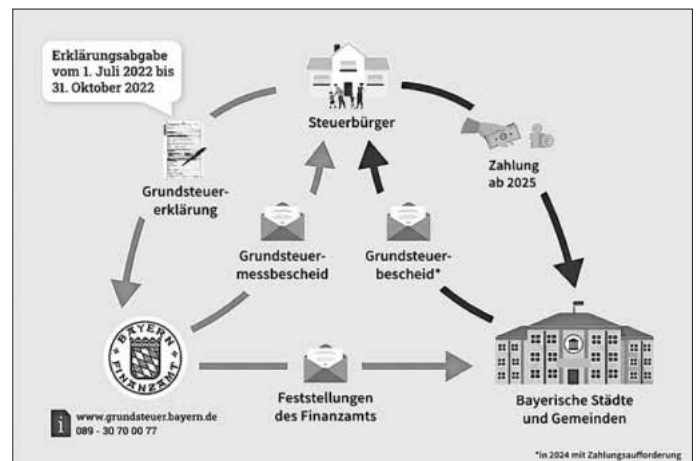 Erklärungsabgabe
vom 1. Juli 2022 bis
31. Oktober 2022
Steuerbürger
Grundsteuer-
erklärung
Zahlung
ab 2025
Grundsteuer-
messbescheid
Grundsteuer-
bescheid*
BAYERN
FINANZAMT
Feststellungen
des Finanzamts
Bayerische Städte
und Gemeinden
i
www.grundsteuer.bayern.de
089 - 30 70 00 77
*in 2024 mit Zahlungsaufforderung